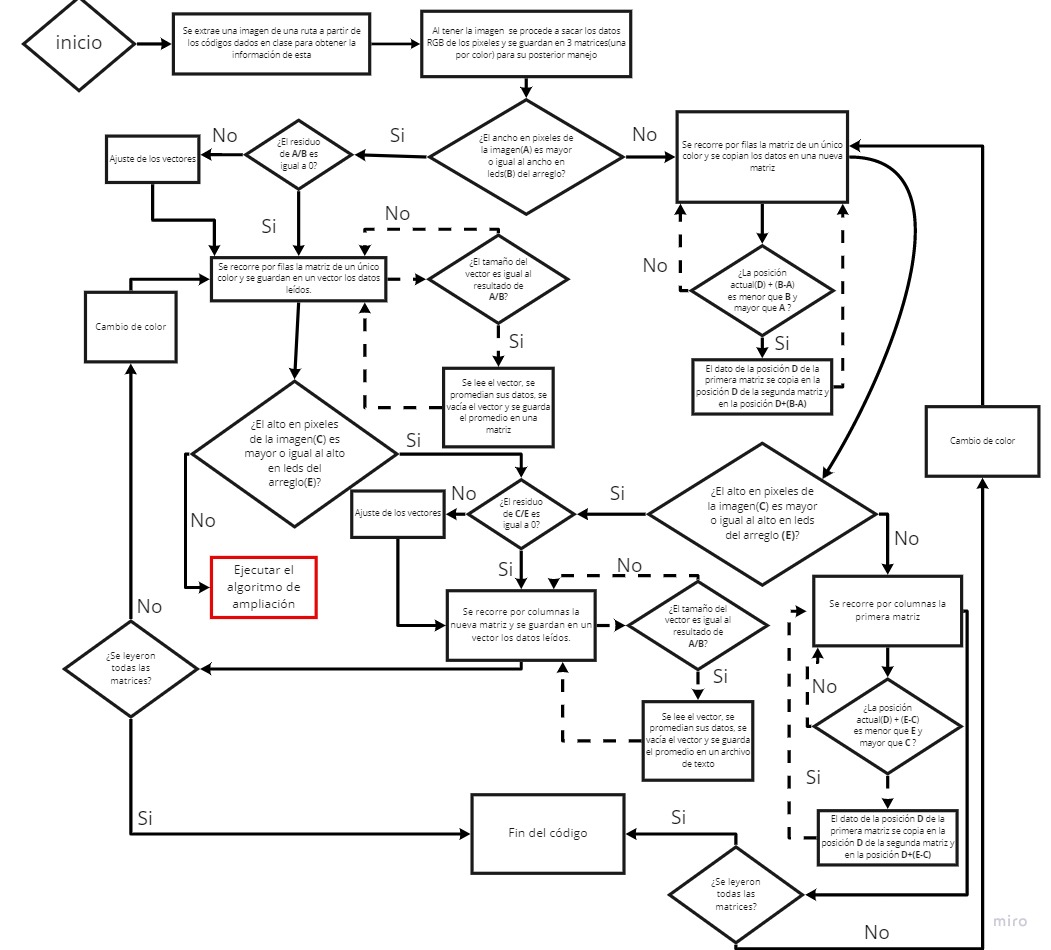 inicio
Se extrae una imagen de una ruta a partir de
los códigos dados en clase para obtener la
información de esta
Al tener la imagen se procede a sacar los datos
RGB de los pixeles y se guardan en 3 matrices(una
por color) para su posterior manejo
¿El ancho en pixeles de
la imagen(A) es mayor
o igual al ancho en
leds(B) del arreglo?
Si
No
¿El residuo
de A/B es
igual a 0?
No
Ajuste de los vectores
Si
Se recorre por filas la matriz de un único
color y se copian los datos en una nueva
matriz
Se recorre por filas la matriz de un único
color y se guardan en un vector los datos
leídos.
No
¿El tamaño del
vector es igual al
resultado de
A/B?
Si
Se lee el vector, se
promedian sus datos, se
vacía el vector y se guarda
el promedio en una
matriz
No
¿La posición
actual(D) + (B-A)
es menor que B y
mayor que A ?
Si
El dato de la posición D de la
primera matriz se copia en la
posición D de la segunda matriz y
en la posición D+(B-A)
Cambio de color
Cambio de color
¿El alto en pixeles
de la imagen(C) es
mayor o igual al alto
en leds del
arreglo(E)?
Si
No
Ejecutar el
algoritmo de
ampliación
¿El residuo
de C/E es
igual a 0?
No
Ajuste de los vectores
Si
Si
¿El alto en pixeles de
la imagen(C) es mayor
o igual al alto en leds
del arreglo (E)?
No
Se recorre por columnas la
nueva matriz y se guardan en un
vector los datos leídos.
No
¿El tamaño del
vector es igual al
resultado de
A/B?
Si
Se lee el vector, se
promedian sus datos, se
vacía el vector y se guarda
el promedio en un archivo
de texto
Se recorre por columnas la
primera matriz
No
¿La posición
actual(D) + (E-C)
es menor que E y
mayor que C ?
Si
El dato de la posición D de la
primera matriz se copia en la
posición D de la segunda matriz y
en la posición D+(E-C)
No
¿Se leyeron
todas las
matrices?
Si
Fin del código
Si
¿Se leyeron
todas las
matrices?
No
miro